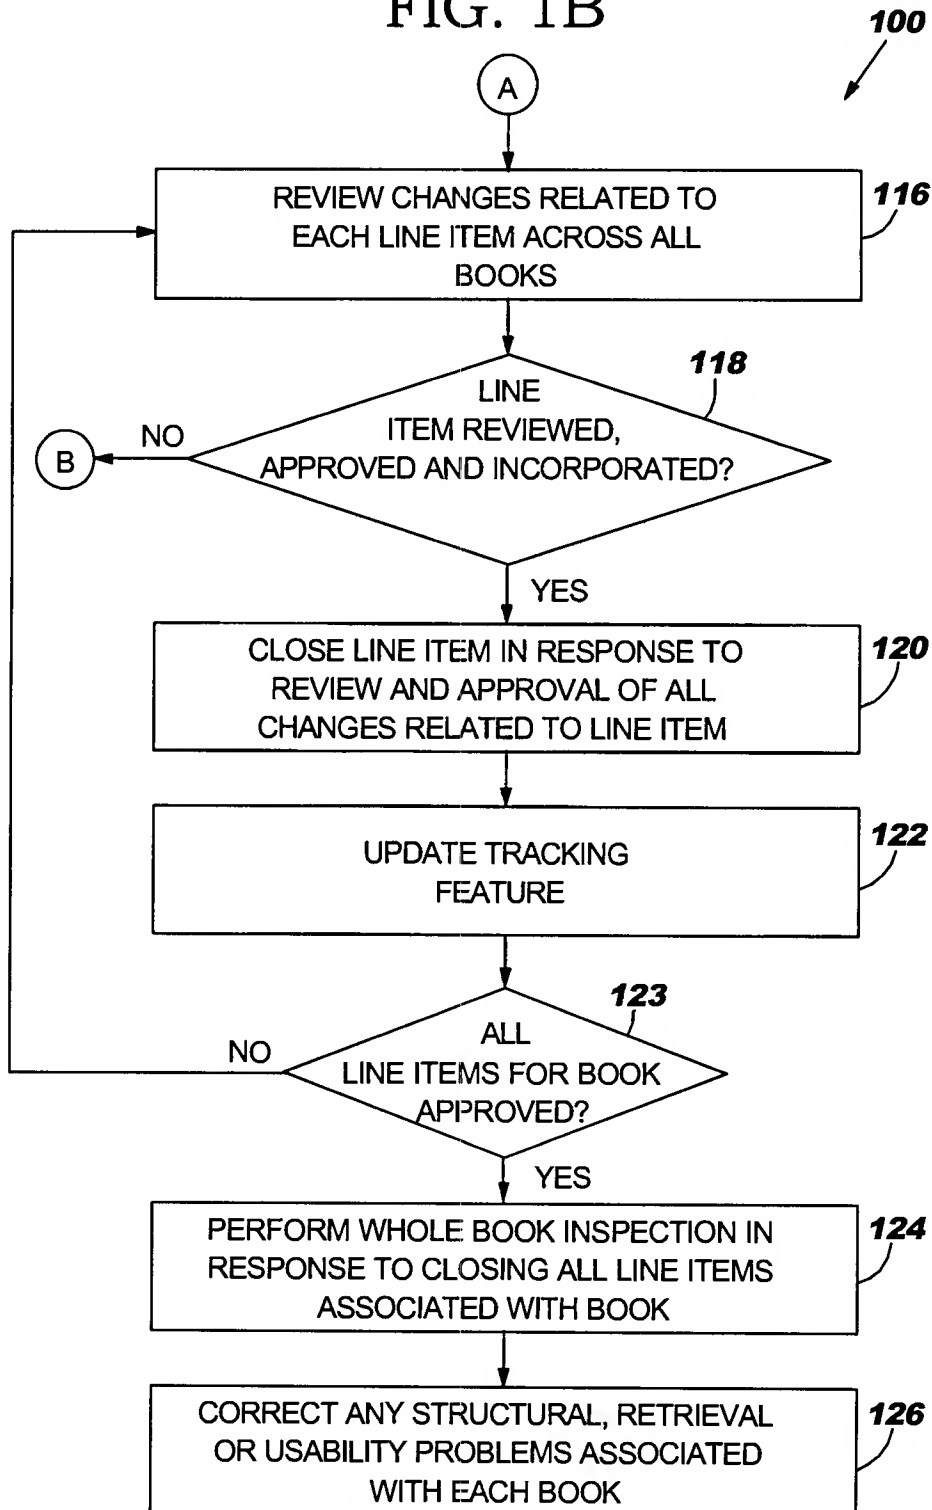 FIG. 1B
100
A
REVIEW CHANGES RELATED TO
EACH LINE ITEM ACROSS ALL
BOOKS
116
118
LINE
ITEM REVIEWED,
APPROVED AND INCORPORATED?
NO
B
YES
CLOSE LINE ITEM IN RESPONSE TO
REVIEW AND APPROVAL OF ALL
CHANGES RELATED TO LINE ITEM
120
UPDATE TRACKING
FEATURE
122
123
ALL
LINE ITEMS FOR BOOK
APPROVED?
NO
YES
PERFORM WHOLE BOOK INSPECTION IN
RESPONSE TO CLOSING ALL LINE ITEMS
ASSOCIATED WITH BOOK
124
CORRECT ANY STRUCTURAL, RETRIEVAL
OR USABILITY PROBLEMS ASSOCIATED
WITH EACH BOOK
126